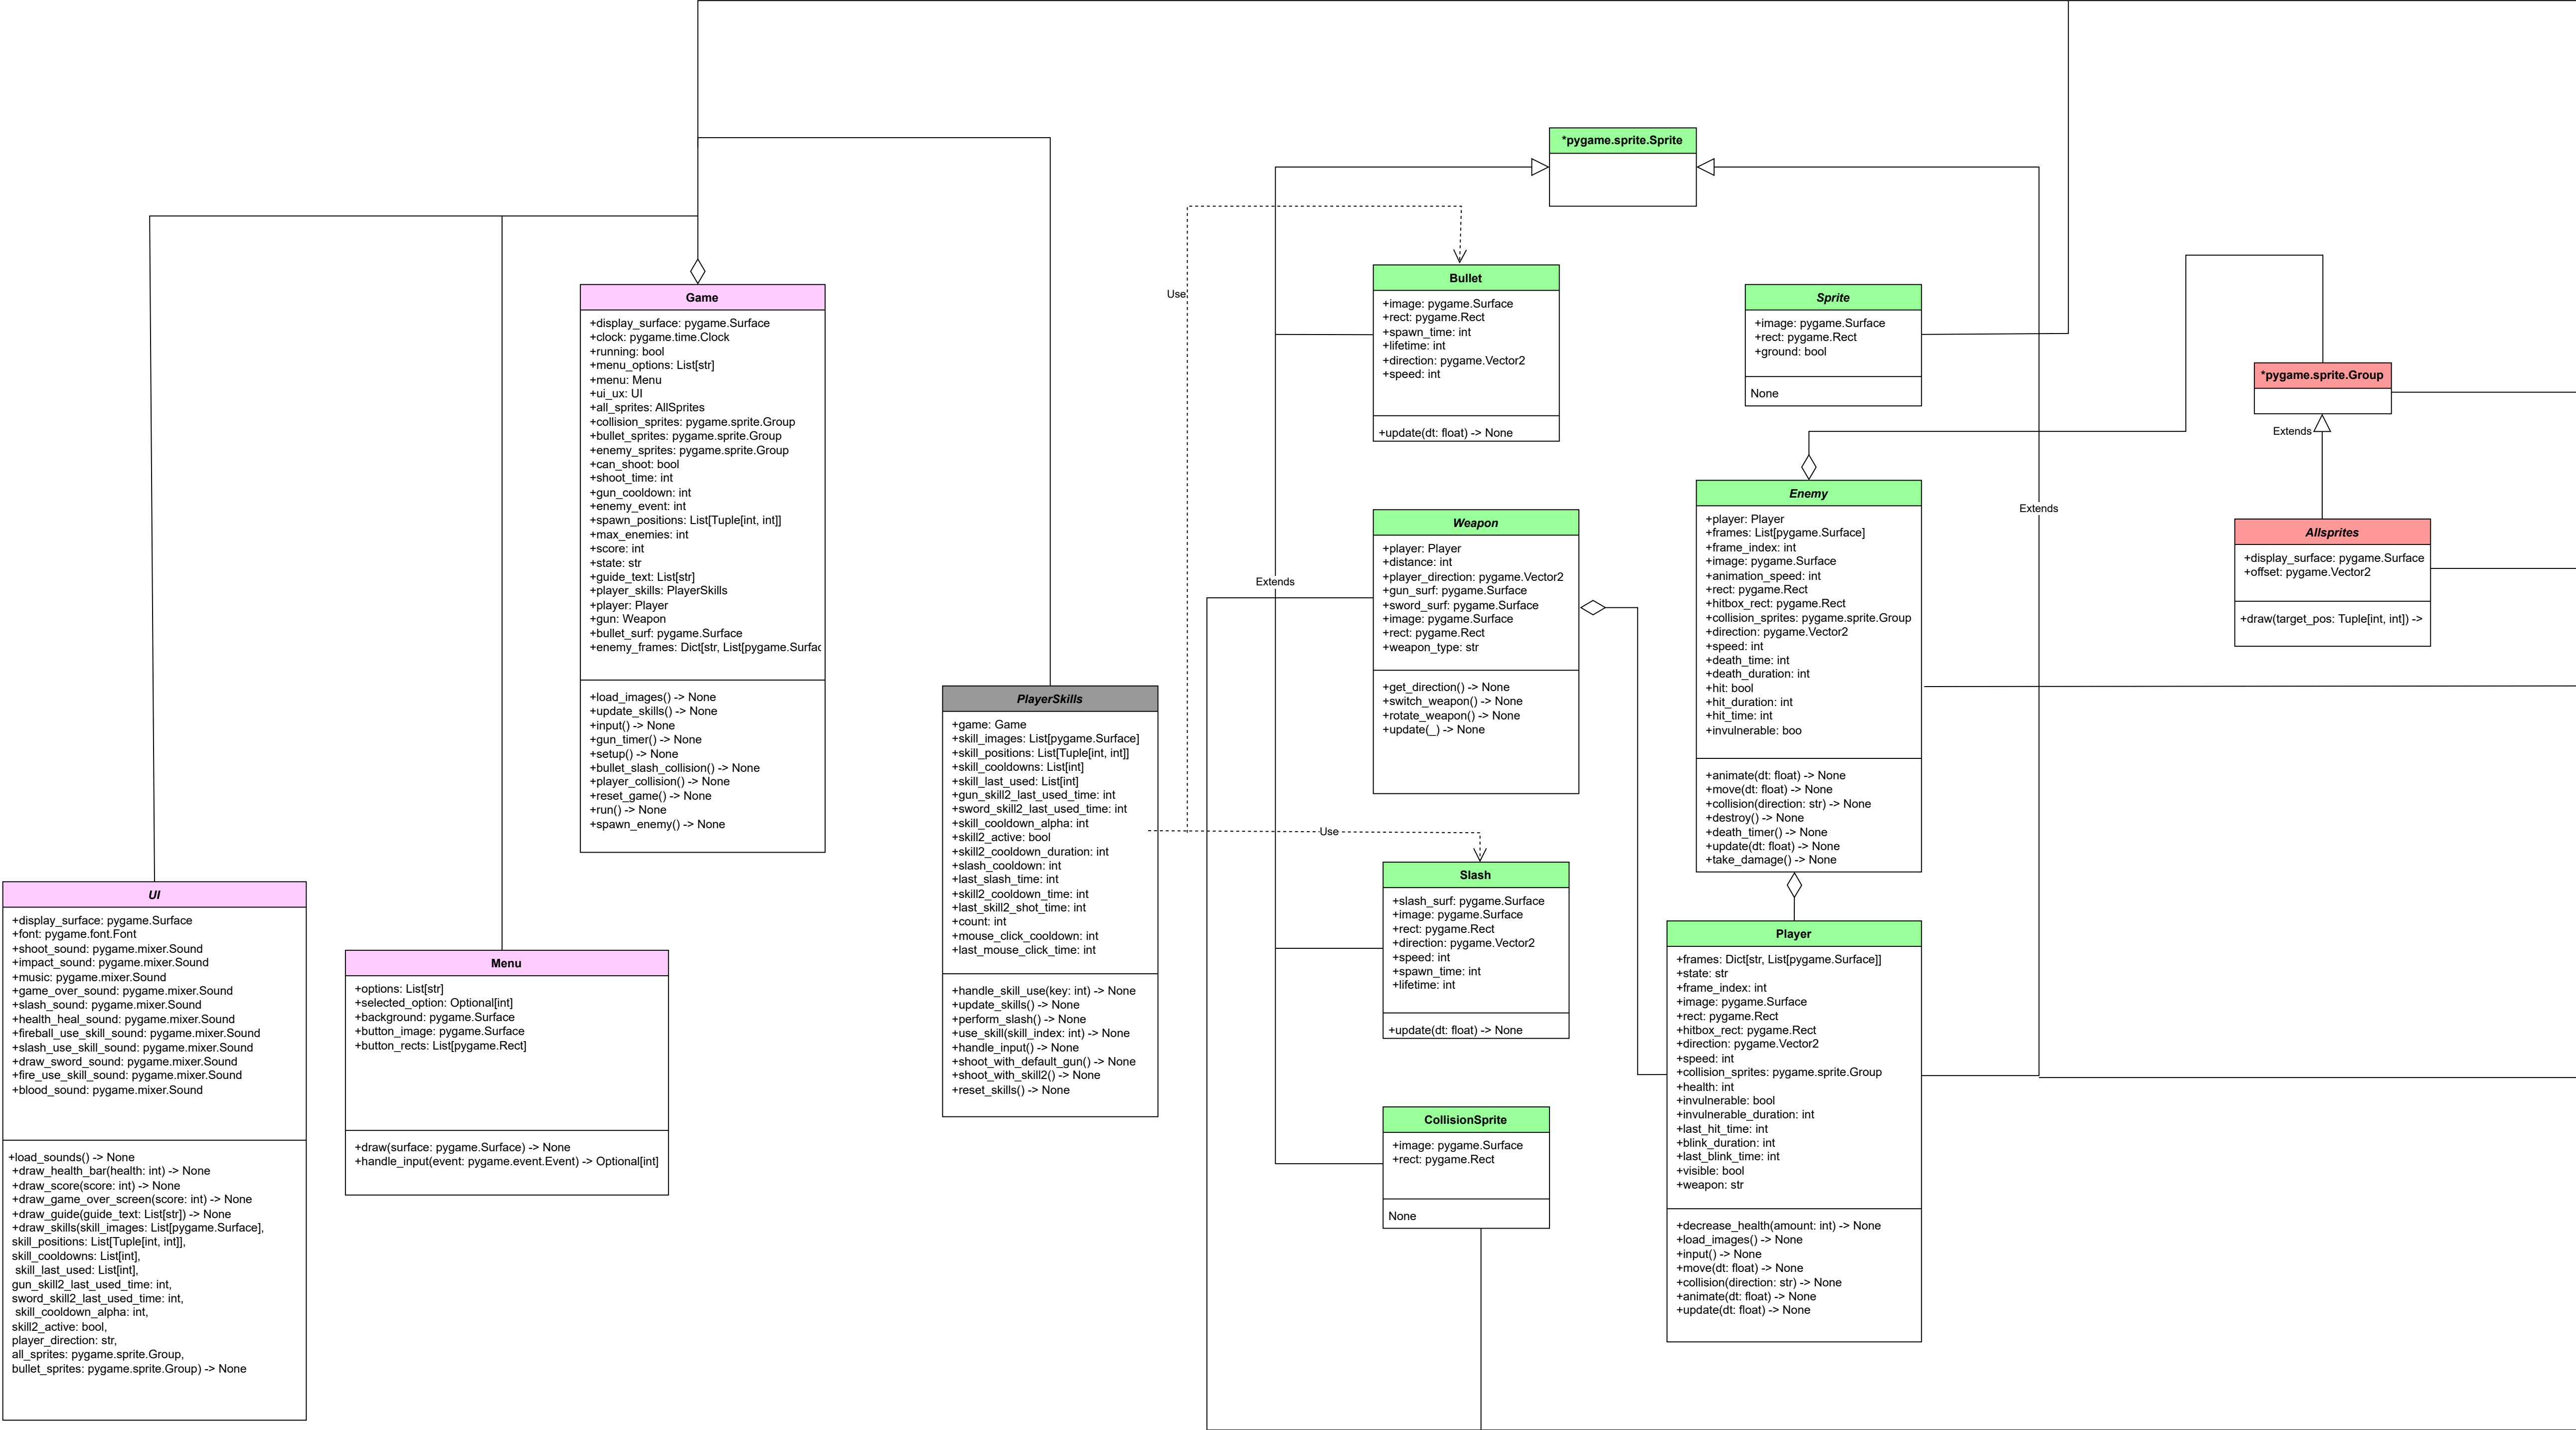 *pygame.sprite.Sprite
Use
Bullet
+image: pygame.Surface
+rect: pygame.Rect
+spawn_time: int
+lifetime: int
+direction: pygame.Vector2
+speed: int
+update(dt: float) -> None
Sprite
+image: pygame.Surface
+rect: pygame.Rect
+ground: bool
None
Game
+display_surface: pygame.Surface
+clock: pygame.time.Clock
+running: bool
+menu_options: List[str]
+menu: Menu
+ui_ux: UI
+all_sprites: AllSprites
+collision_sprites: pygame.sprite.Group
+bullet_sprites: pygame.sprite.Group
+enemy_sprites: pygame.sprite.Group
+can_shoot: bool
+shoot_time: int
+gun_cooldown: int
+enemy_event: int
+spawn_positions: List[Tuple[int, int]]
+max_enemies: int
+score: int
+state: str
+guide_text: List[str]
+player_skills: PlayerSkills
+player: Player
+gun: Weapon
+bullet_surf: pygame.Surface
+enemy_frames: Dict[str, List[pygame.Surfac
+load_images() -> None
+update_skills() -> None
+input() -> None
+gun_timer() -> None
+setup() -> None
+bullet_slash_collision() -> None
+player_collision() -> None
+reset_game() -> None
+run() -> None
+spawn_enemy() -> None
*pygame.sprite.Group
Extends
Allsprites
+display_surface: pygame.Surface
+offset: pygame.Vector2
+draw(target_pos: Tuple[int, int]) ->
Enemy
+player: Player
+frames: List[pygame.Surface]
+frame_index: int
+image: pygame.Surface
+animation_speed: int
+rect: pygame.Rect
+hitbox_rect: pygame.Rect
+collision_sprites: pygame.sprite.Group
+direction: pygame.Vector2
+speed: int
+death_time: int
+death_duration: int
+hit: bool
+hit_duration: int
+hit_time: int
+invulnerable: boo
+animate(dt: float) -> None
+move(dt: float) -> None
+collision(direction: str) -> None
+destroy() -> None
+death_timer() -> None
+update(dt: float) -> None
+take_damage() -> None
Extends
Weapon
+player: Player
+distance: int
+player_direction: pygame.Vector2
+gun_surf: pygame.Surface
+sword_surf: pygame.Surface
+image: pygame.Surface
+rect: pygame.Rect
+weapon_type: str
+get_direction() -> None
+switch_weapon() -> None
+rotate_weapon() -> None
+update(_) -> None
Extends
PlayerSkills
+game: Game
+skill_images: List[pygame.Surface]
+skill_positions: List[Tuple[int, int]]
+skill_cooldowns: List[int]
+skill_last_used: List[int]
+gun_skill2_last_used_time: int
+sword_skill2_last_used_time: int
+skill_cooldown_alpha: int
+skill2_active: bool
+skill2_cooldown_duration: int
+slash_cooldown: int
+last_slash_time: int
+skill2_cooldown_time: int
+last_skill2_shot_time: int
+count: int
+mouse_click_cooldown: int
+last_mouse_click_time: int
+handle_skill_use(key: int) -> None
+update_skills() -> None
+perform_slash() -> None
+use_skill(skill_index: int) -> None
+handle_input() -> None
+shoot_with_default_gun() -> None
+shoot_with_skill2() -> None
+reset_skills() -> None
Use
Slash
+slash_surf: pygame.Surface
+image: pygame.Surface
+rect: pygame.Rect
+direction: pygame.Vector2
+speed: int
+spawn_time: int
+lifetime: int
+update(dt: float) -> None
UI
+display_surface: pygame.Surface
+font: pygame.font.Font
+shoot_sound: pygame.mixer.Sound
+impact_sound: pygame.mixer.Sound
+music: pygame.mixer.Sound
+game_over_sound: pygame.mixer.Sound
+slash_sound: pygame.mixer.Sound
+health_heal_sound: pygame.mixer.Sound
+fireball_use_skill_sound: pygame.mixer.Sound
+slash_use_skill_sound: pygame.mixer.Sound
+draw_sword_sound: pygame.mixer.Sound
+fire_use_skill_sound: pygame.mixer.Sound
+blood_sound: pygame.mixer.Sound
+load_sounds() -> None
+draw_health_bar(health: int) -> None
+draw_score(score: int) -> None
+draw_game_over_screen(score: int) -> None
+draw_guide(guide_text: List[str]) -> None
+draw_skills(skill_images: List[pygame.Surface],
skill_positions: List[Tuple[int, int]],
skill_cooldowns: List[int],
skill_last_used: List[int],
gun_skill2_last_used_time: int,
sword_skill2_last_used_time: int,
skill_cooldown_alpha: int,
skill2_active: bool,
player_direction: str,
all_sprites: pygame.sprite.Group,
bullet_sprites: pygame.sprite.Group) -> None
Menu
+options: List[str]
+selected_option: Optional[int]
+background: pygame.Surface
+button_image: pygame.Surface
+button_rects: List[pygame.Rect]
+draw(surface: pygame.Surface) -> None
+handle_input(event: pygame.event.Event) -> Optional[int]
Player
+frames: Dict[str, List[pygame.Surface]]
+state: str
+frame_index: int
+image: pygame.Surface
+rect: pygame.Rect
+hitbox_rect: pygame.Rect
+direction: pygame.Vector2
+speed: int
+collision_sprites: pygame.sprite.Group
+health: int
+invulnerable: bool
+invulnerable_duration: int
+last_hit_time: int
+blink_duration: int
+last_blink_time: int
+visible: bool
+weapon: str
+decrease_health(amount: int) -> None
+load_images() -> None
+input() -> None
+move(dt: float) -> None
+collision(direction: str) -> None
+animate(dt: float) -> None
+update(dt: float) -> None
CollisionSprite
+image: pygame.Surface
+rect: pygame.Rect
None